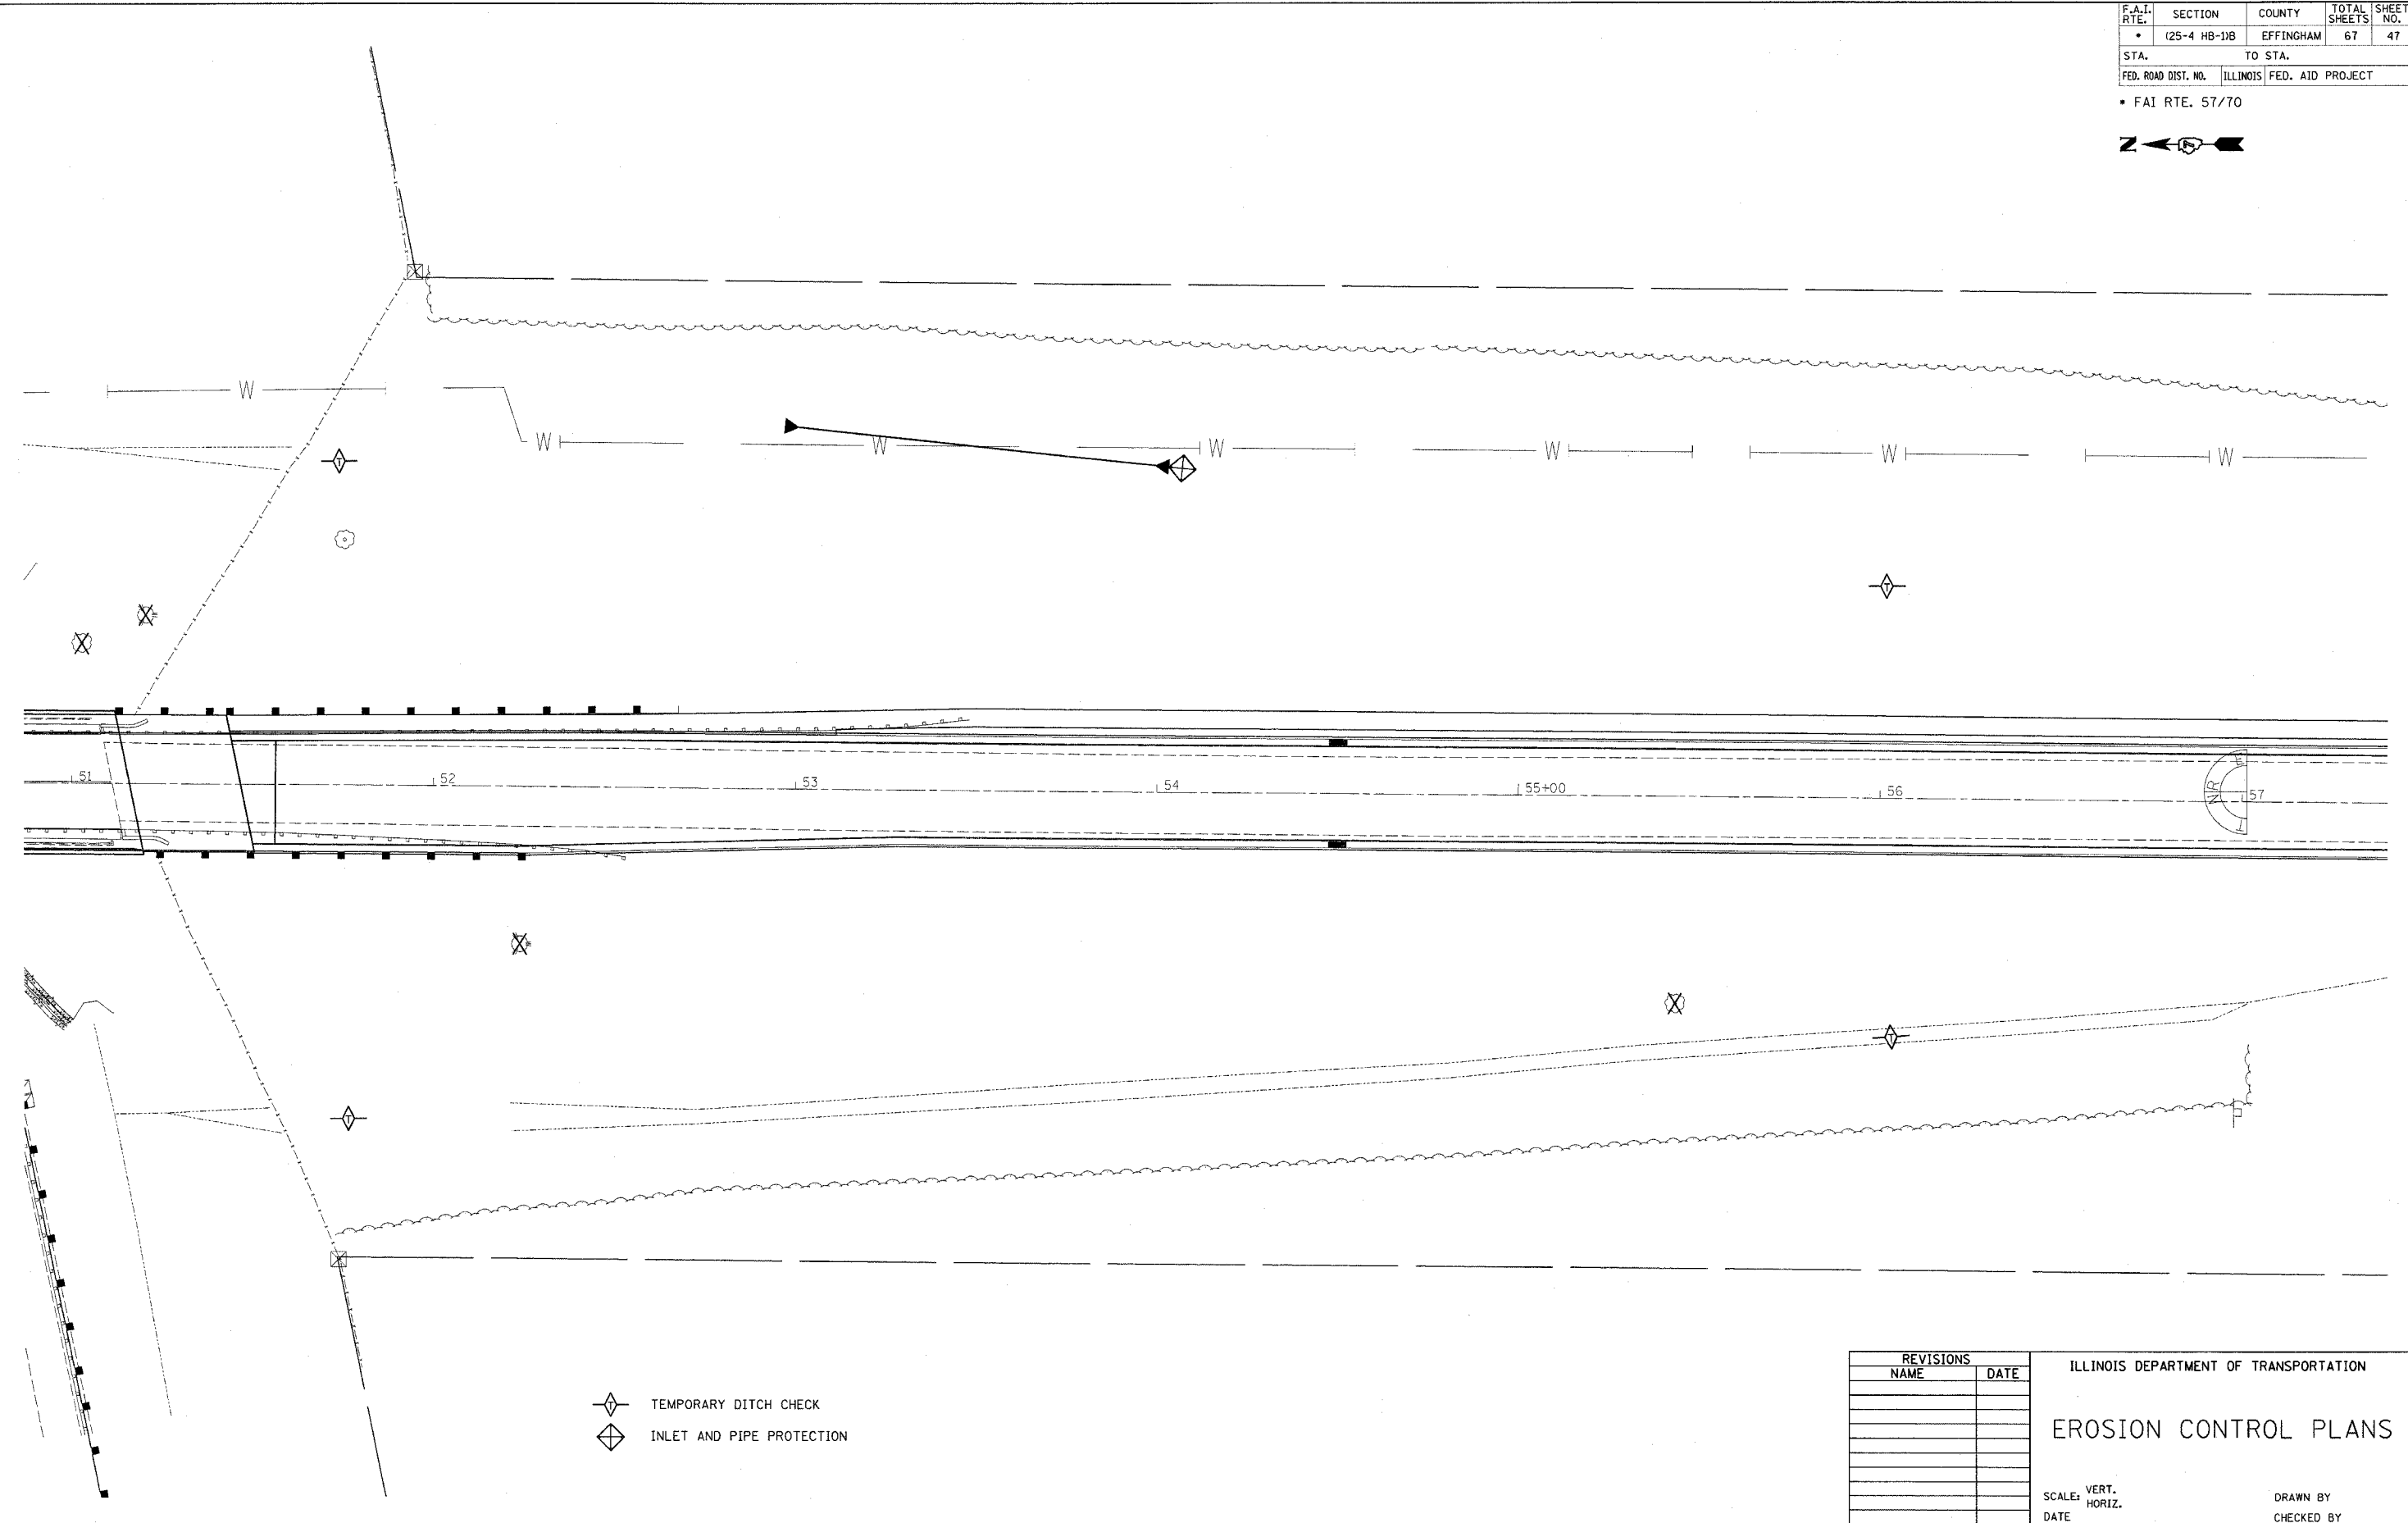 F.A.I. RTE. SECTION COUNTY TOTAL SHEETS SHEET NO.
• (25-4 HB-1)B EFFINGHAM 67 47
STA. TO STA.
FED. ROAD DIST. NO. ILLINOIS FED. AID PROJECT
* FAI RTE. 57/70
Z
W
W W W W W W
T
T
51 52 53 54 55+00 56 57
T
T
T TEMPORARY DITCH CHECK
INLET AND PIPE PROTECTION
REVISIONS
NAME DATE
ILLINOIS DEPARTMENT OF TRANSPORTATION
EROSION CONTROL PLANS
SCALE: VERT.
HORIZ.
DATE
DRAWN BY
CHECKED BY